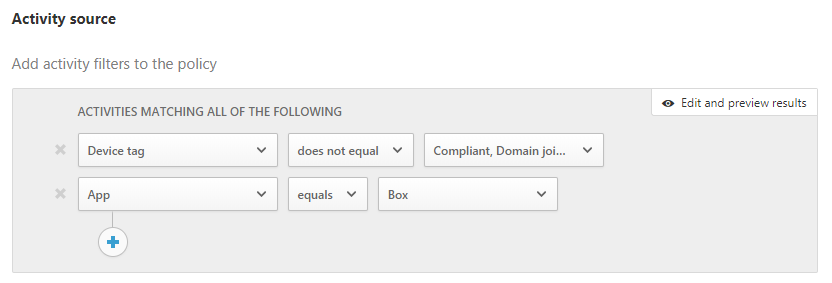 Activity source
Add activity filters to the policy
Edit and preview results
ACTIVITIES MATCHING ALL OF THE FOLLOWING
Device tag does not equal Compliant, Domain joi...
App equals Box